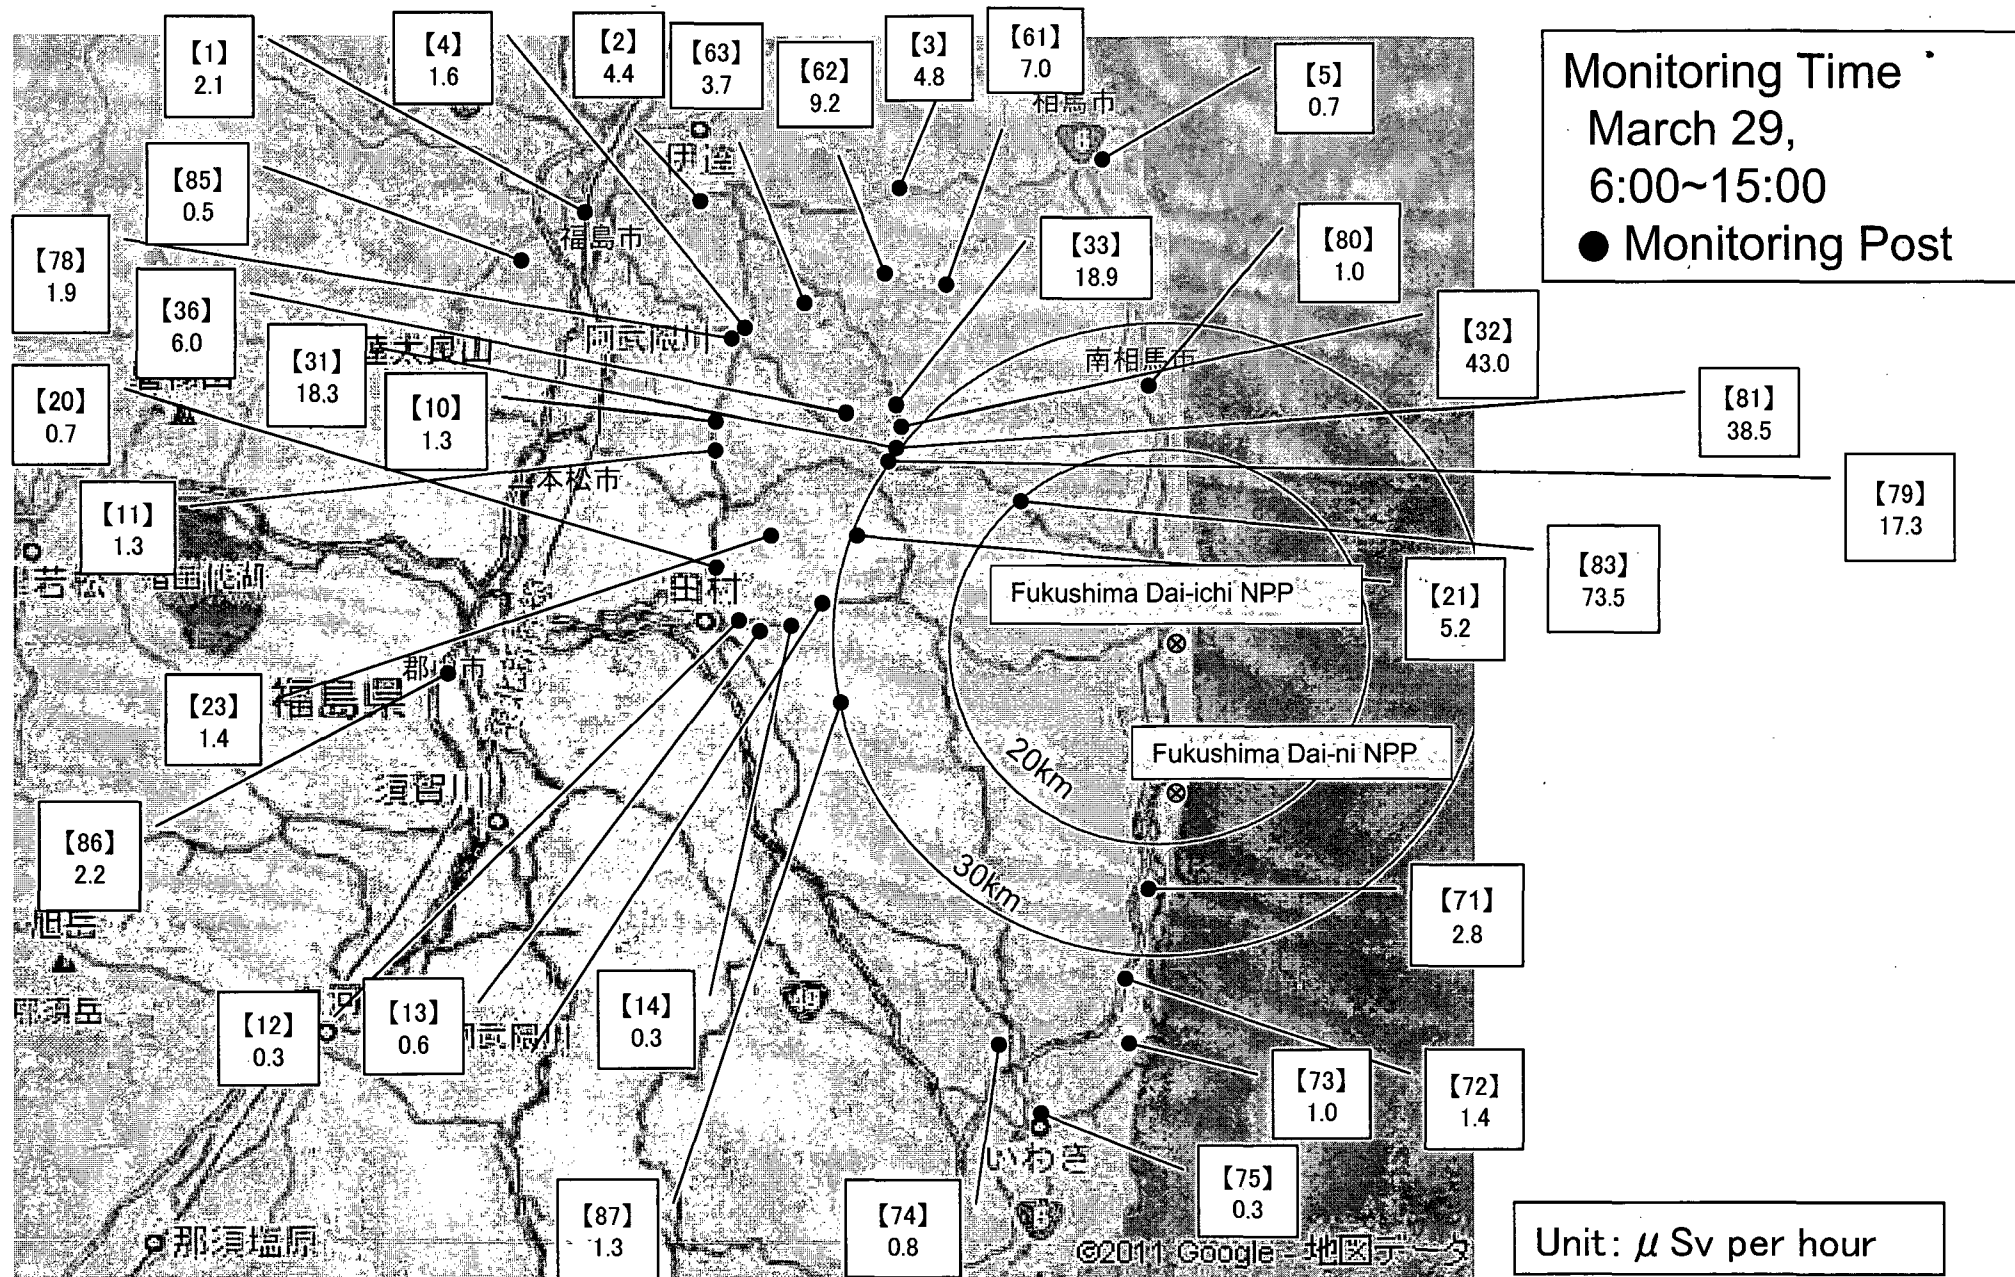 【1】
2.1
【4】
1.6
【2】
4.4
【63】
3.7
【62】
9.2
【3】
4.8
【61】
7.0
【5】
0.7
Monitoring Time
March 29,
6:00~15:00
● Monitoring Post
相馬市
伊達
【85】
0.5
福島市
【78】
1.9
【36】
6.0
【33】
18.9
【80】
1.0
【32】
43.0
【31】
18.3
阿武隈川
南相馬市
【20】
0.7
【10】
1.3
【81】
38.5
二本松市
【11】
1.3
【79】
17.3
田村
Fukushima Dai-ichi NPP
【21】
5.2
【83】
73.5
郡山市
福島県
【23】
1.4
Fukushima Dai-ni NPP
20km
須賀川
【86】
2.2
30km
【71】
2.8
那須岳
【12】
0.3
【13】
0.6
阿武隈川
【14】
0.3
49
【73】
1.0
【72】
1.4
いわき
【75】
0.3
【87】
1.3
【74】
0.8
那須塩原
©2011 Google - 地図データ
Unit: μ Sv per hour